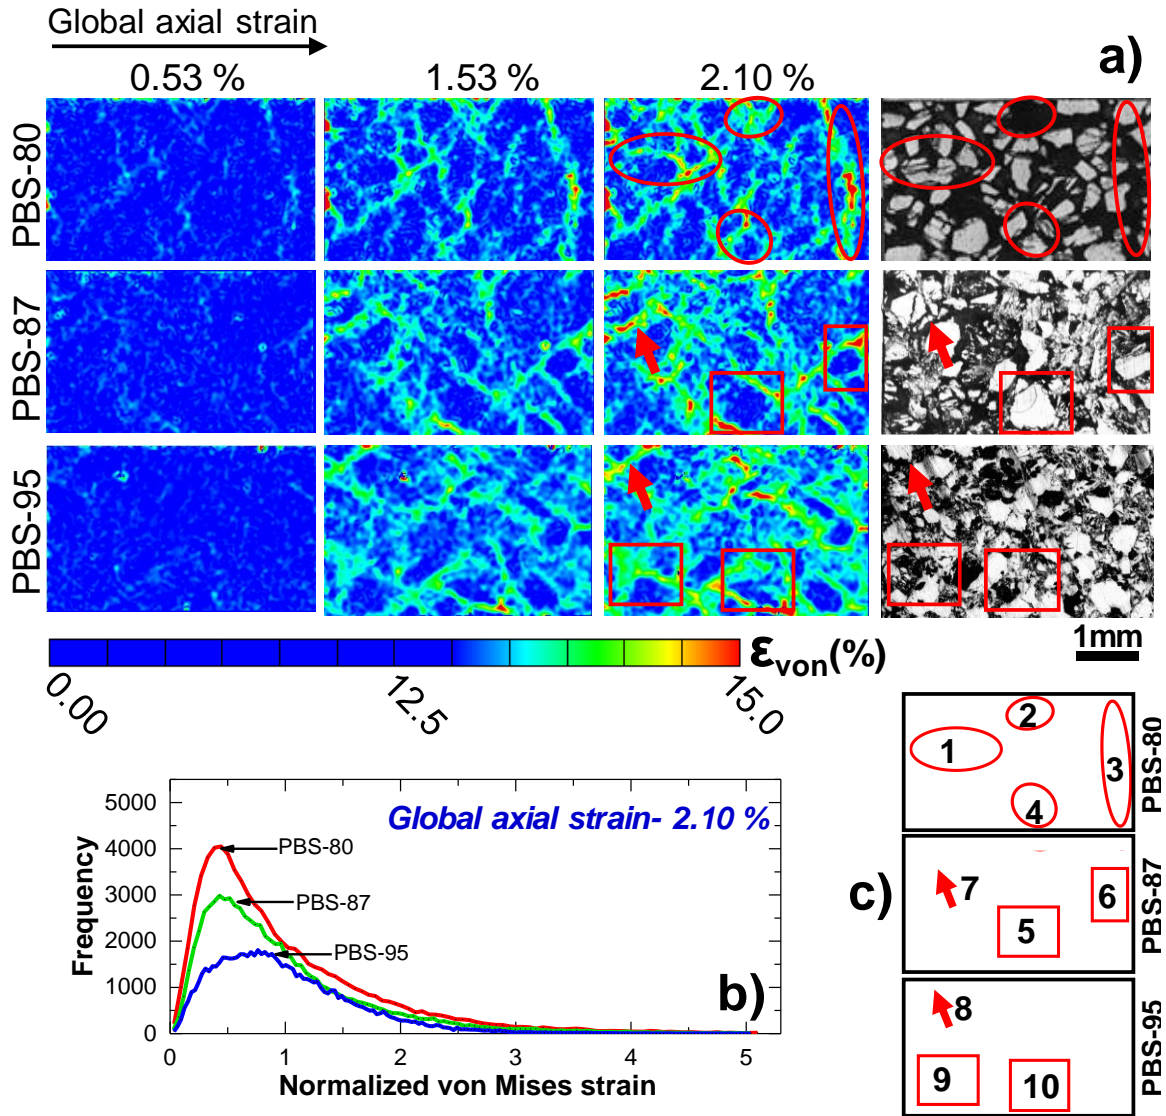 Global axial strain
a)
0.53 %
1.53 %
2.10 %
PBS-80
PBS-87
PBS-95
1mm
εvon(%)
0.00
12.5
15.0
Global axial strain- 2.10 %
Frequency
5000
4000
3000
2000
1000
0
PBS-80
PBS-87
PBS-95
b)
0 1 2 3 4 5
Normalized von Mises strain
c)
1
2
3
4
PBS-80
7
5
6
PBS-87
8
9
10
PBS-95